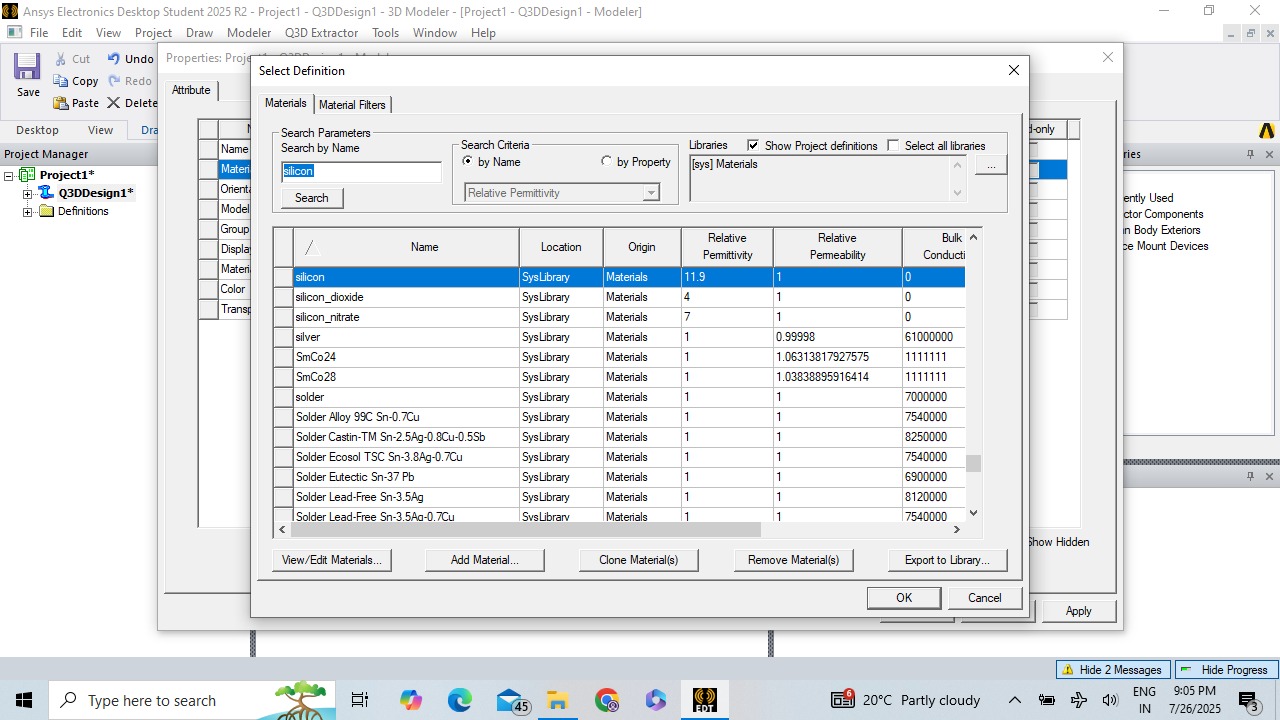 Ansys Electronics Desktop Student 2025 R2 - Project1 - Q3DDesign1 - 3D Modeler - [Project1 - Q3DDesign1 - Modeler]
File Edit View Project Draw Modeler Q3D Extractor Tools Window Help
Save
Cut
Copy
Paste
Undo
Redo
Delete
Desktop View Dra
Project Manager
Project1*
Q3DDesign1*
Definitions
Attribute
Name
Materi
Orienta
Model
Group
Display
Materia
Color
Transp
d-only
Show Hidden
Apply
Select Definition
Materials Material Filters
Search Parameters
Search by Name
silicon
Search
Search Criteria
by Name by Property
Relative Permittivity
Libraries Show Project definitions Select all libraries
[sys] Materials
...
Name Location Origin Relative Permittivity Relative Permeability Bulk Conducti
silicon SysLibrary Materials 11.9 1 0
silicon_dioxide SysLibrary Materials 4 1 0
silicon_nitrate SysLibrary Materials 7 1 0
silver SysLibrary Materials 1 0.99998 61000000
SmCo24 SysLibrary Materials 1 1.06313817927575 1111111
SmCo28 SysLibrary Materials 1 1.03838895916414 1111111
solder SysLibrary Materials 1 1 7000000
Solder Alloy 99C Sn-0.7Cu SysLibrary Materials 1 1 7540000
Solder Castin-TM Sn-2.5Ag-0.8Cu-0.5Sb SysLibrary Materials 1 1 8250000
Solder Ecosol TSC Sn-3.8Ag-0.7Cu SysLibrary Materials 1 1 7540000
Solder Eutectic Sn-37 Pb SysLibrary Materials 1 1 6900000
Solder Lead-Free Sn-3.5Ag SysLibrary Materials 1 1 8120000
Solder Lead-Free Sn-3.5Ag-0.7Cu SysLibrary Materials 1 1 7540000
View/Edit Materials... Add Material... Clone Material(s) Remove Material(s) Export to Library...
OK Cancel
ries
ently Used
ctor Components
n Body Exteriors
ce Mount Devices
Hide 2 Messages Hide Progress
Type here to search
45
EDT
6
20°C Partly cloudy
ENG
IN
9:05 PM
7/26/2025
3